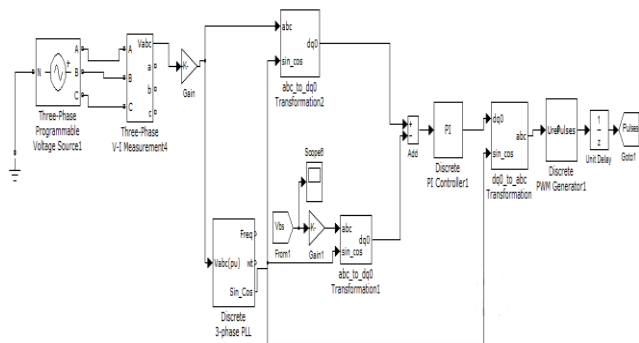 N
A
B
C
Three-Phase
Programmable
Voltage Source1
Vabc
A
a
B
b
C
c
Three-Phase
V-I Measurement4
K-
Gain
abc
dq0
sin_cos
abc_to_dq0
Transformation2
Scope8
Vbs
From1
K-
Gain1
abc
dq0
sin_cos
abc_to_dq0
Transformation1
Freq
Vabc(pu)
wt
Sin_Cos
Discrete
3-phase PLL
+
−
Add
PI
Discrete
PI Controller1
dq0
abc
sin_cos
dq0_to_abc
Transformation
Pulses
Discrete
PWM Generator1
1
z
Unit Delay
Pulses
Goto1